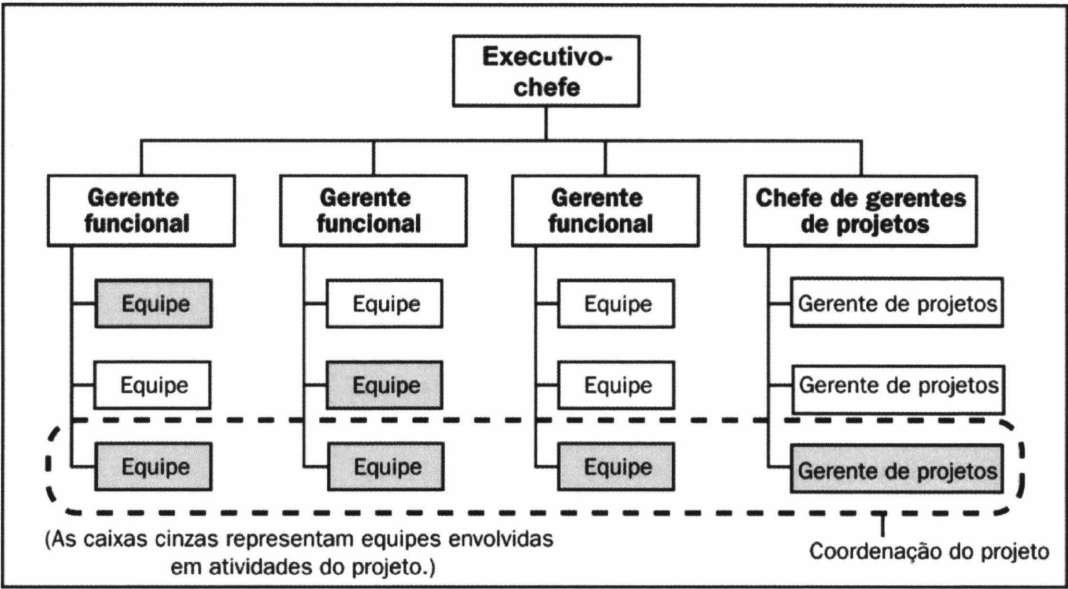 Executivo-
chefe
Gerente
funcional
Gerente
funcional
Gerente
funcional
Chefe de gerentes
de projetos
Equipe
Equipe
Equipe
Gerente de projetos
Equipe
Equipe
Equipe
Gerente de projetos
Equipe
Equipe
Equipe
Gerente de projetos
(As caixas cinzas representam equipes envolvidas
em atividades do projeto.)
Coordenação do projeto